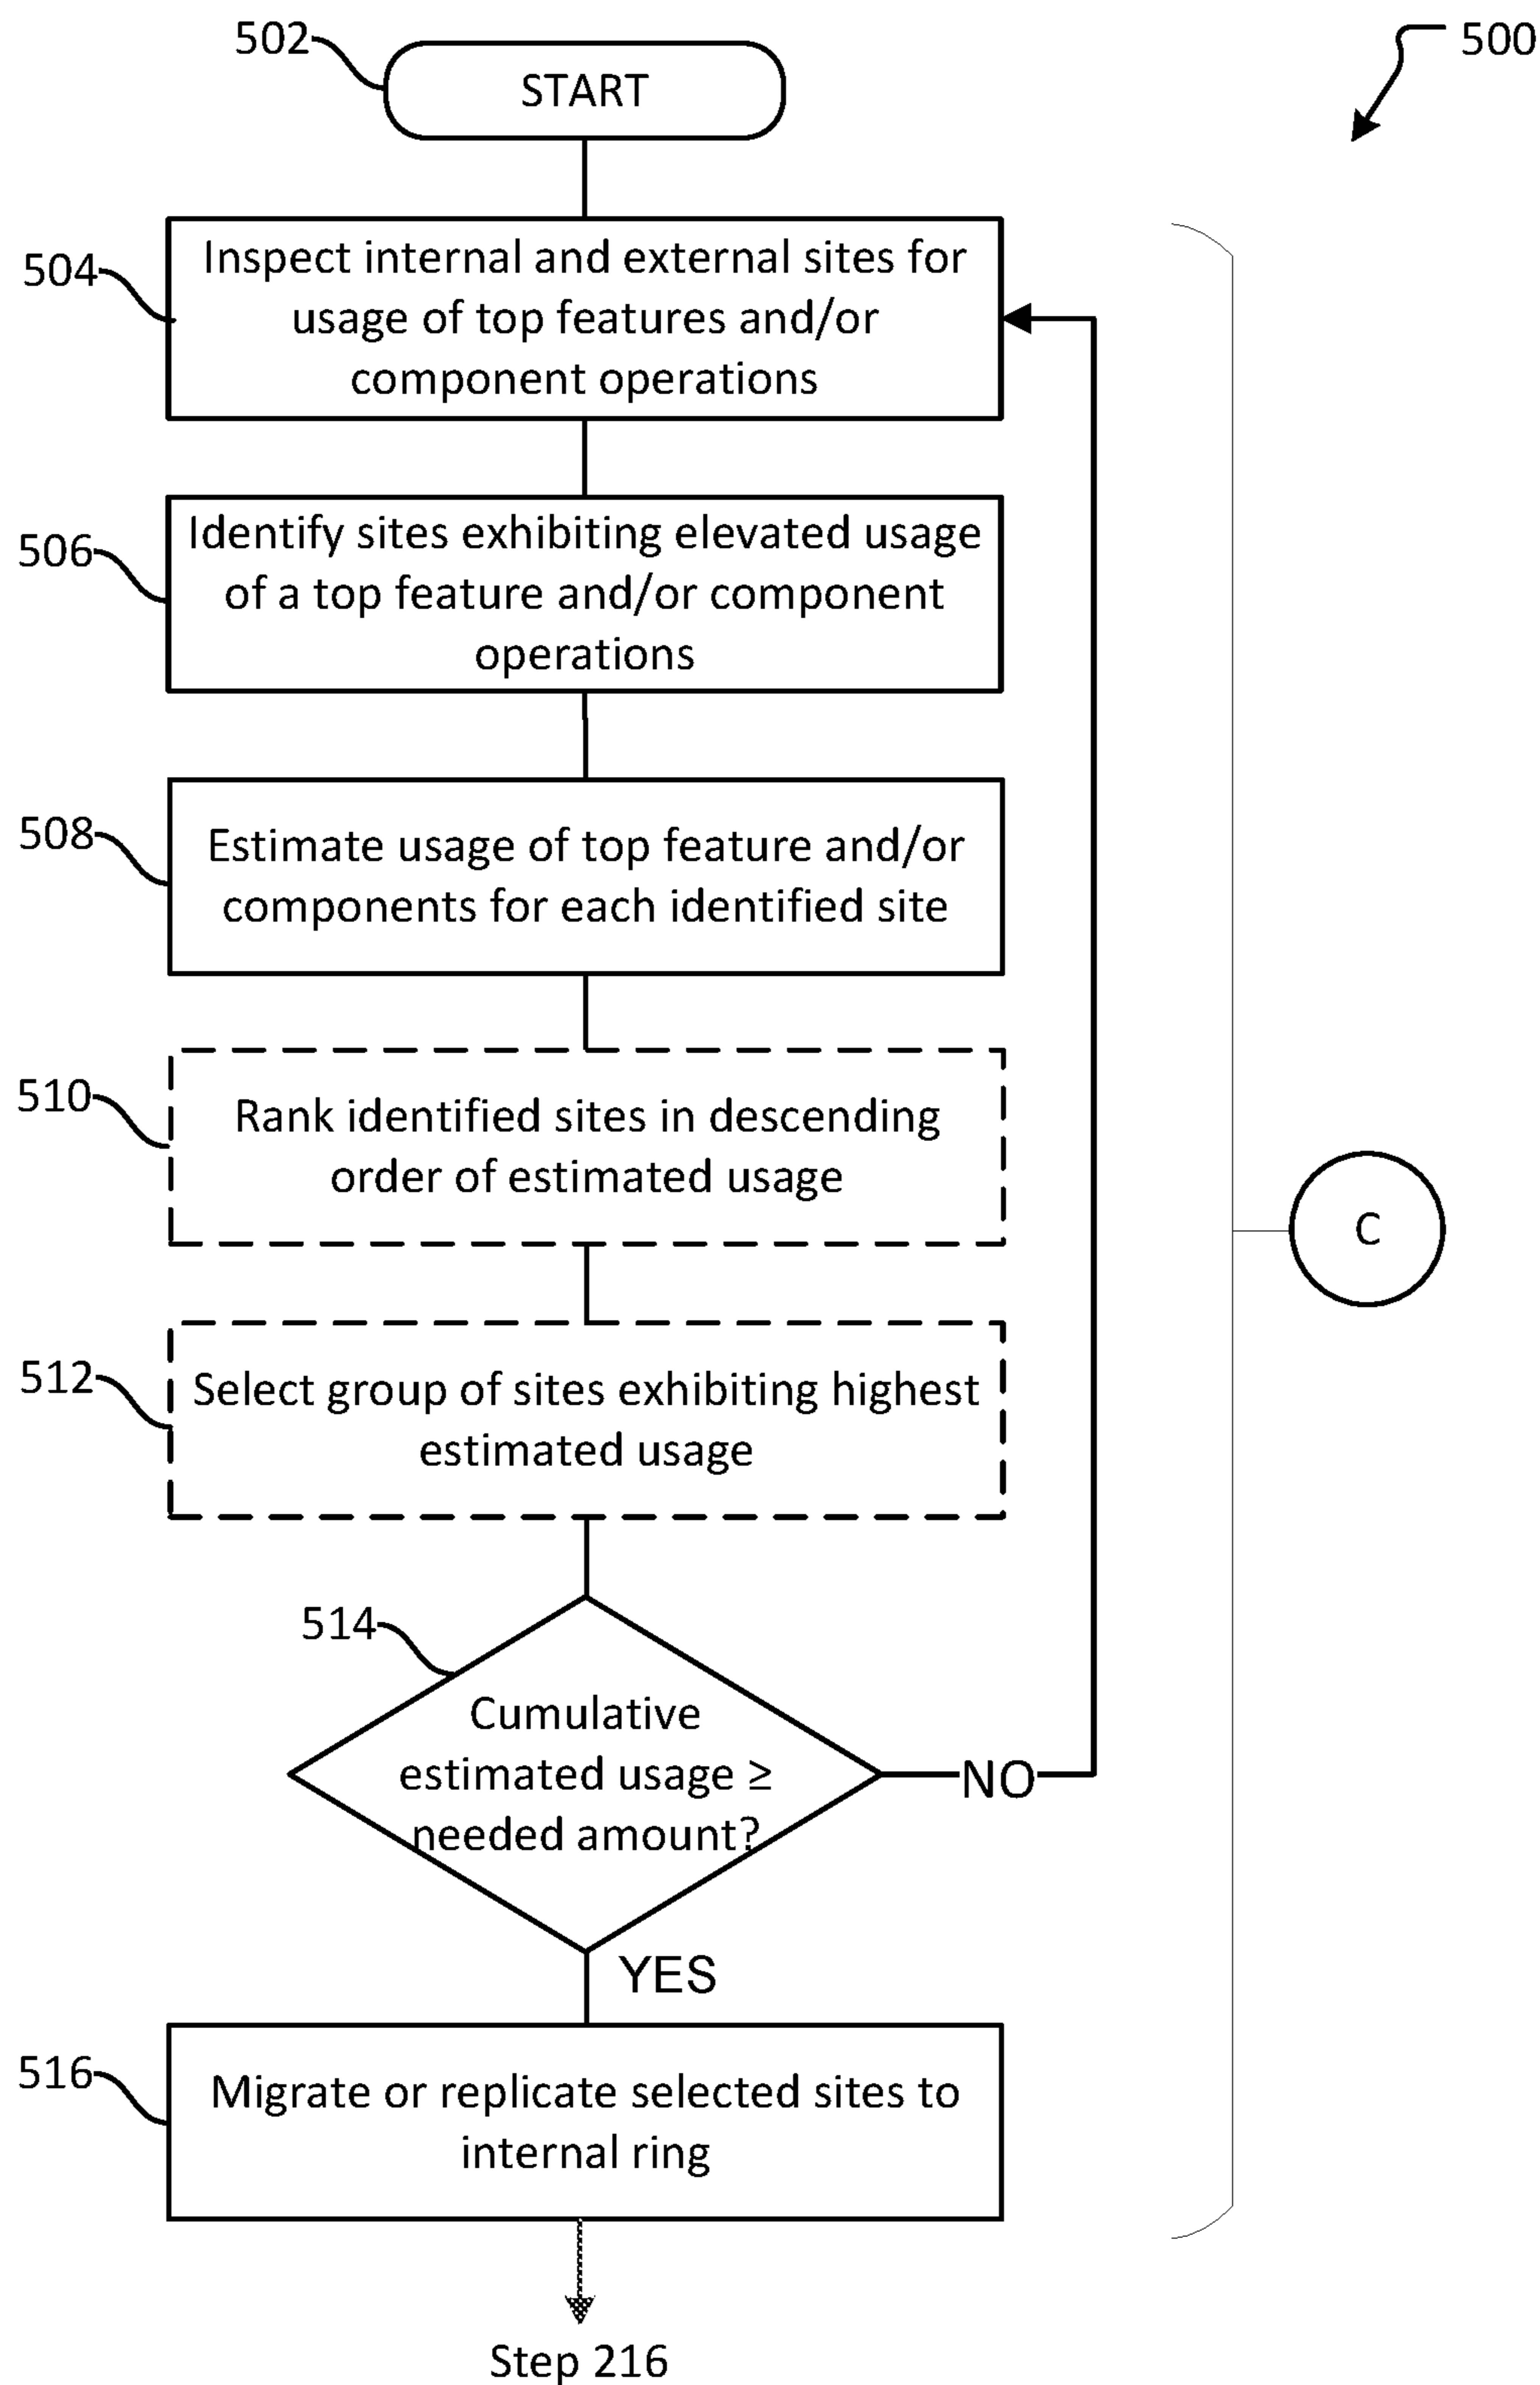 502
START
500
504
Inspect internal and external sites for
usage of top features and/or
component operations
506
Identify sites exhibiting elevated usage
of a top feature and/or component
operations
508
Estimate usage of top feature and/or
components for each identified site
510
Rank identified sites in descending
order of estimated usage
C
512
Select group of sites exhibiting highest
estimated usage
514
Cumulative
estimated usage ≥
needed amount?
NO
YES
516
Migrate or replicate selected sites to
internal ring
Step 216